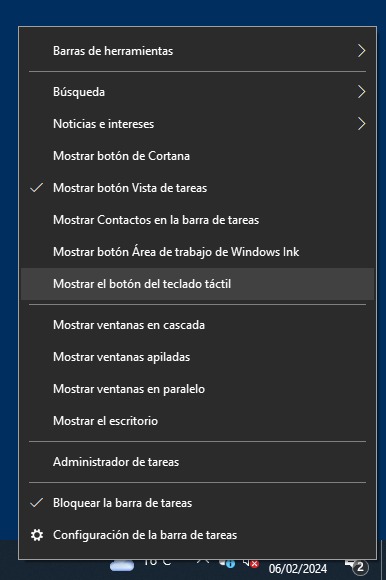 Barras de herramientas
Búsqueda
Noticias e intereses
Mostrar botón de Cortana
Mostrar botón Vista de tareas
Mostrar Contactos en la barra de tareas
Mostrar botón Área de trabajo de Windows Ink
Mostrar el botón del teclado táctil
Mostrar ventanas en cascada
Mostrar ventanas apiladas
Mostrar ventanas en paralelo
Mostrar el escritorio
Administrador de tareas
Bloquear la barra de tareas
Configuración de la barra de tareas
06/02/2024
2